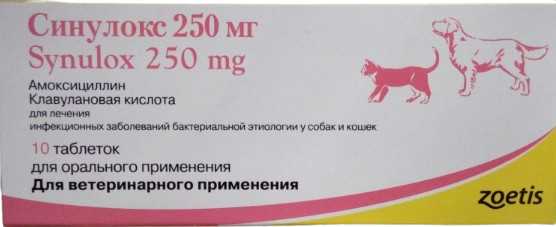 Синулокс 250 мг
Synulox 250 mg
Амоксициллин
Клавулановая кислота
для лечения
инфекционных заболеваний бактериальной этиологии у собак и кошек
10 таблеток
для орального применения
Для ветеринарного применения
zoetis